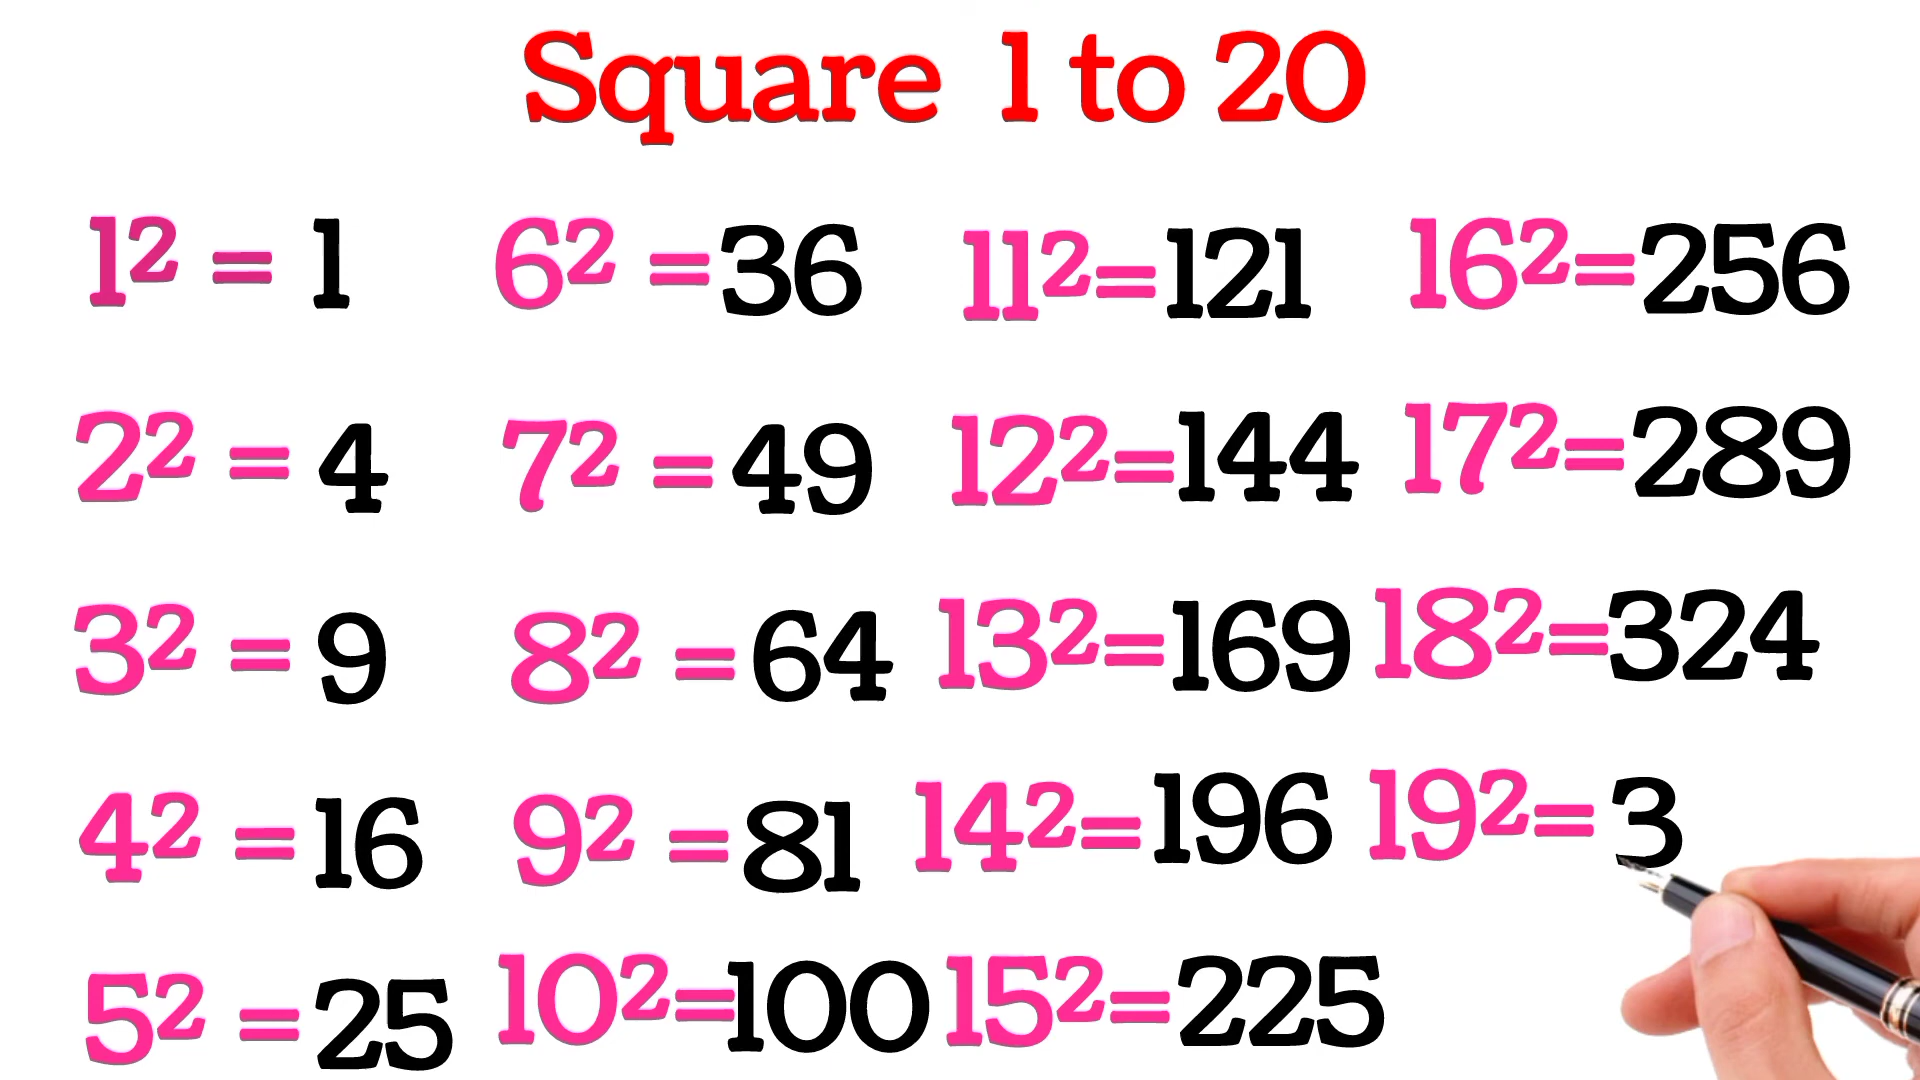 Square 1 to 20
1² = 1
2² = 4
3² = 9
4² = 16
5² = 25
6² = 36
7² = 49
8² = 64
9² = 81
10²=100
11²=121
12²=144
13²=169
14²=196
15²=225
16²=256
17²=289
18²=324
19²= 3